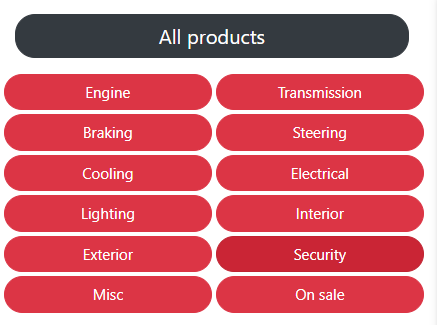 All products
Engine
Transmission
Braking
Steering
Cooling
Electrical
Lighting
Interior
Exterior
Security
Misc
On sale